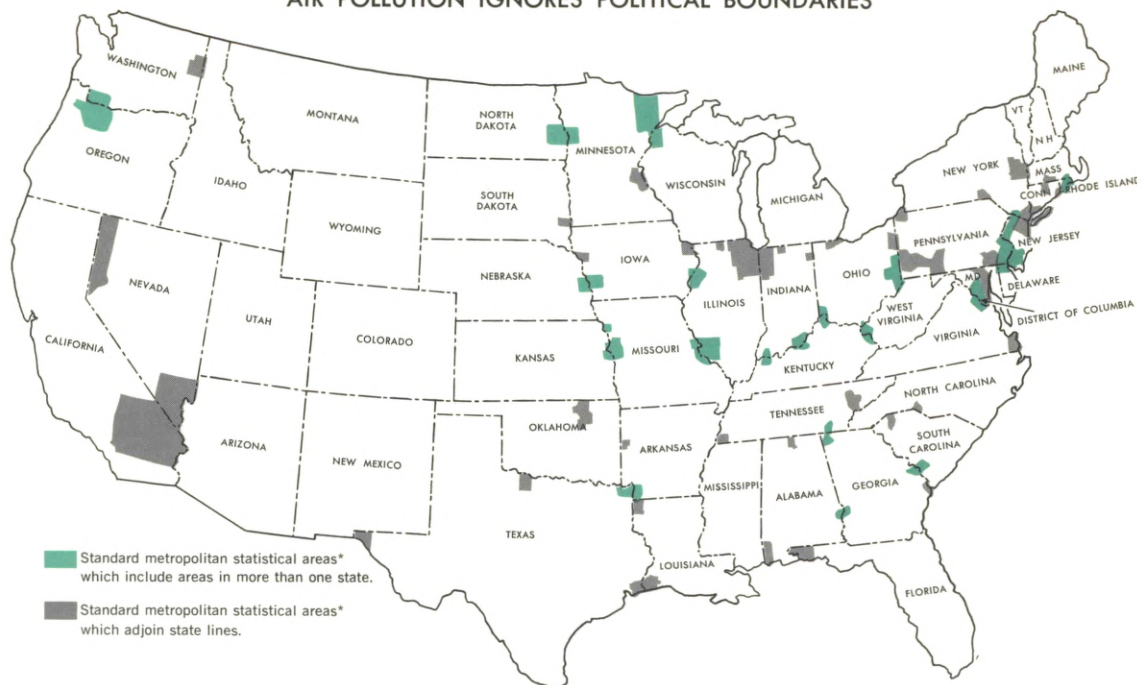 AIR POLLUTION IGNORES POLITICAL BOUNDARIES
WASHINGTON
MONTANA
NORTH
DAKOTA
MINNESOTA
MAINE
VT
N H
OREGON
IDAHO
SOUTH
DAKOTA
WISCONSIN
MICHIGAN
NEW YORK
MASS
CONN
RHODE ISLAND
WYOMING
IOWA
PENNSYLVANIA
NEW JERSEY
NEVADA
NEBRASKA
ILLINOIS
INDIANA
OHIO
MD
DELAWARE
WEST
VIRGINIA
DISTRICT OF COLUMBIA
UTAH
COLORADO
CALIFORNIA
KANSAS
MISSOURI
KENTUCKY
VIRGINIA
ARIZONA
NEW MEXICO
OKLAHOMA
ARKANSAS
TENNESSEE
NORTH CAROLINA
SOUTH
CAROLINA
MISSISSIPPI
ALABAMA
GEORGIA
TEXAS
LOUISIANA
FLORIDA
Standard metropolitan statistical areas*
which include areas in more than one state.
Standard metropolitan statistical areas*
which adjoin state lines.